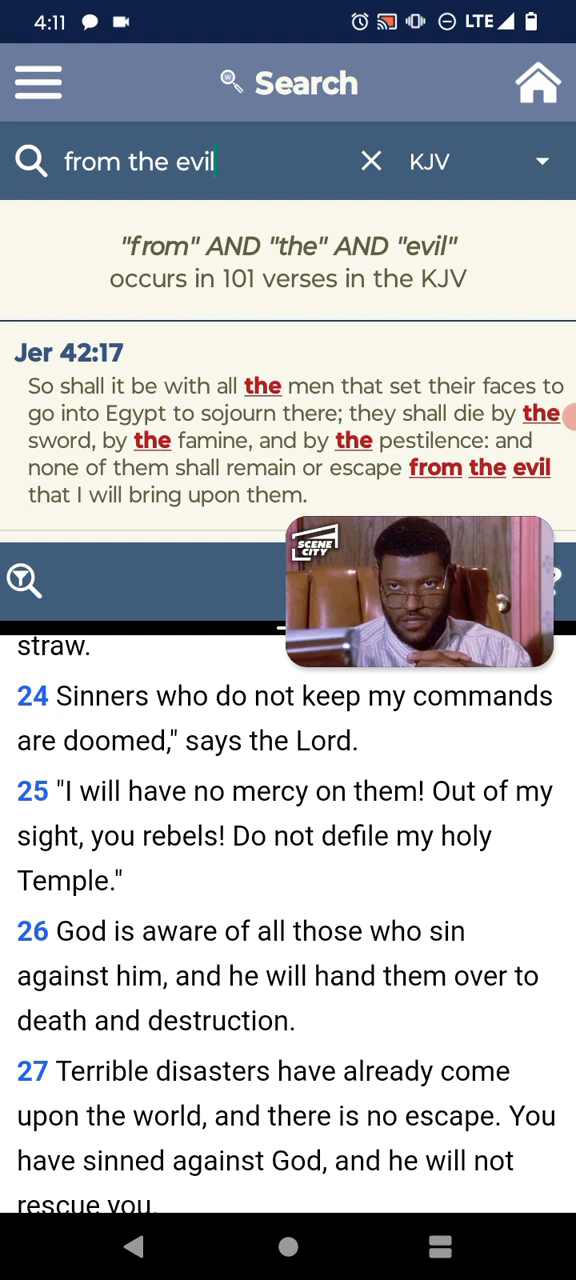 4:11 LTE
Search
from the evil KJV
"from" AND "the" AND "evil"
occurs in 101 verses in the KJV
Jer 42:17
So shall it be with all the men that set their faces to
go into Egypt to sojourn there; they shall die by the
sword, by the famine, and by the pestilence: and
none of them shall remain or escape from the evil
that I will bring upon them.
SCENE
CITY
straw.
24 Sinners who do not keep my commands
are doomed," says the Lord.
25 "I will have no mercy on them! Out of my
sight, you rebels! Do not defile my holy
Temple."
26 God is aware of all those who sin
against him, and he will hand them over to
death and destruction.
27 Terrible disasters have already come
upon the world, and there is no escape. You
have sinned against God, and he will not
rescue you.